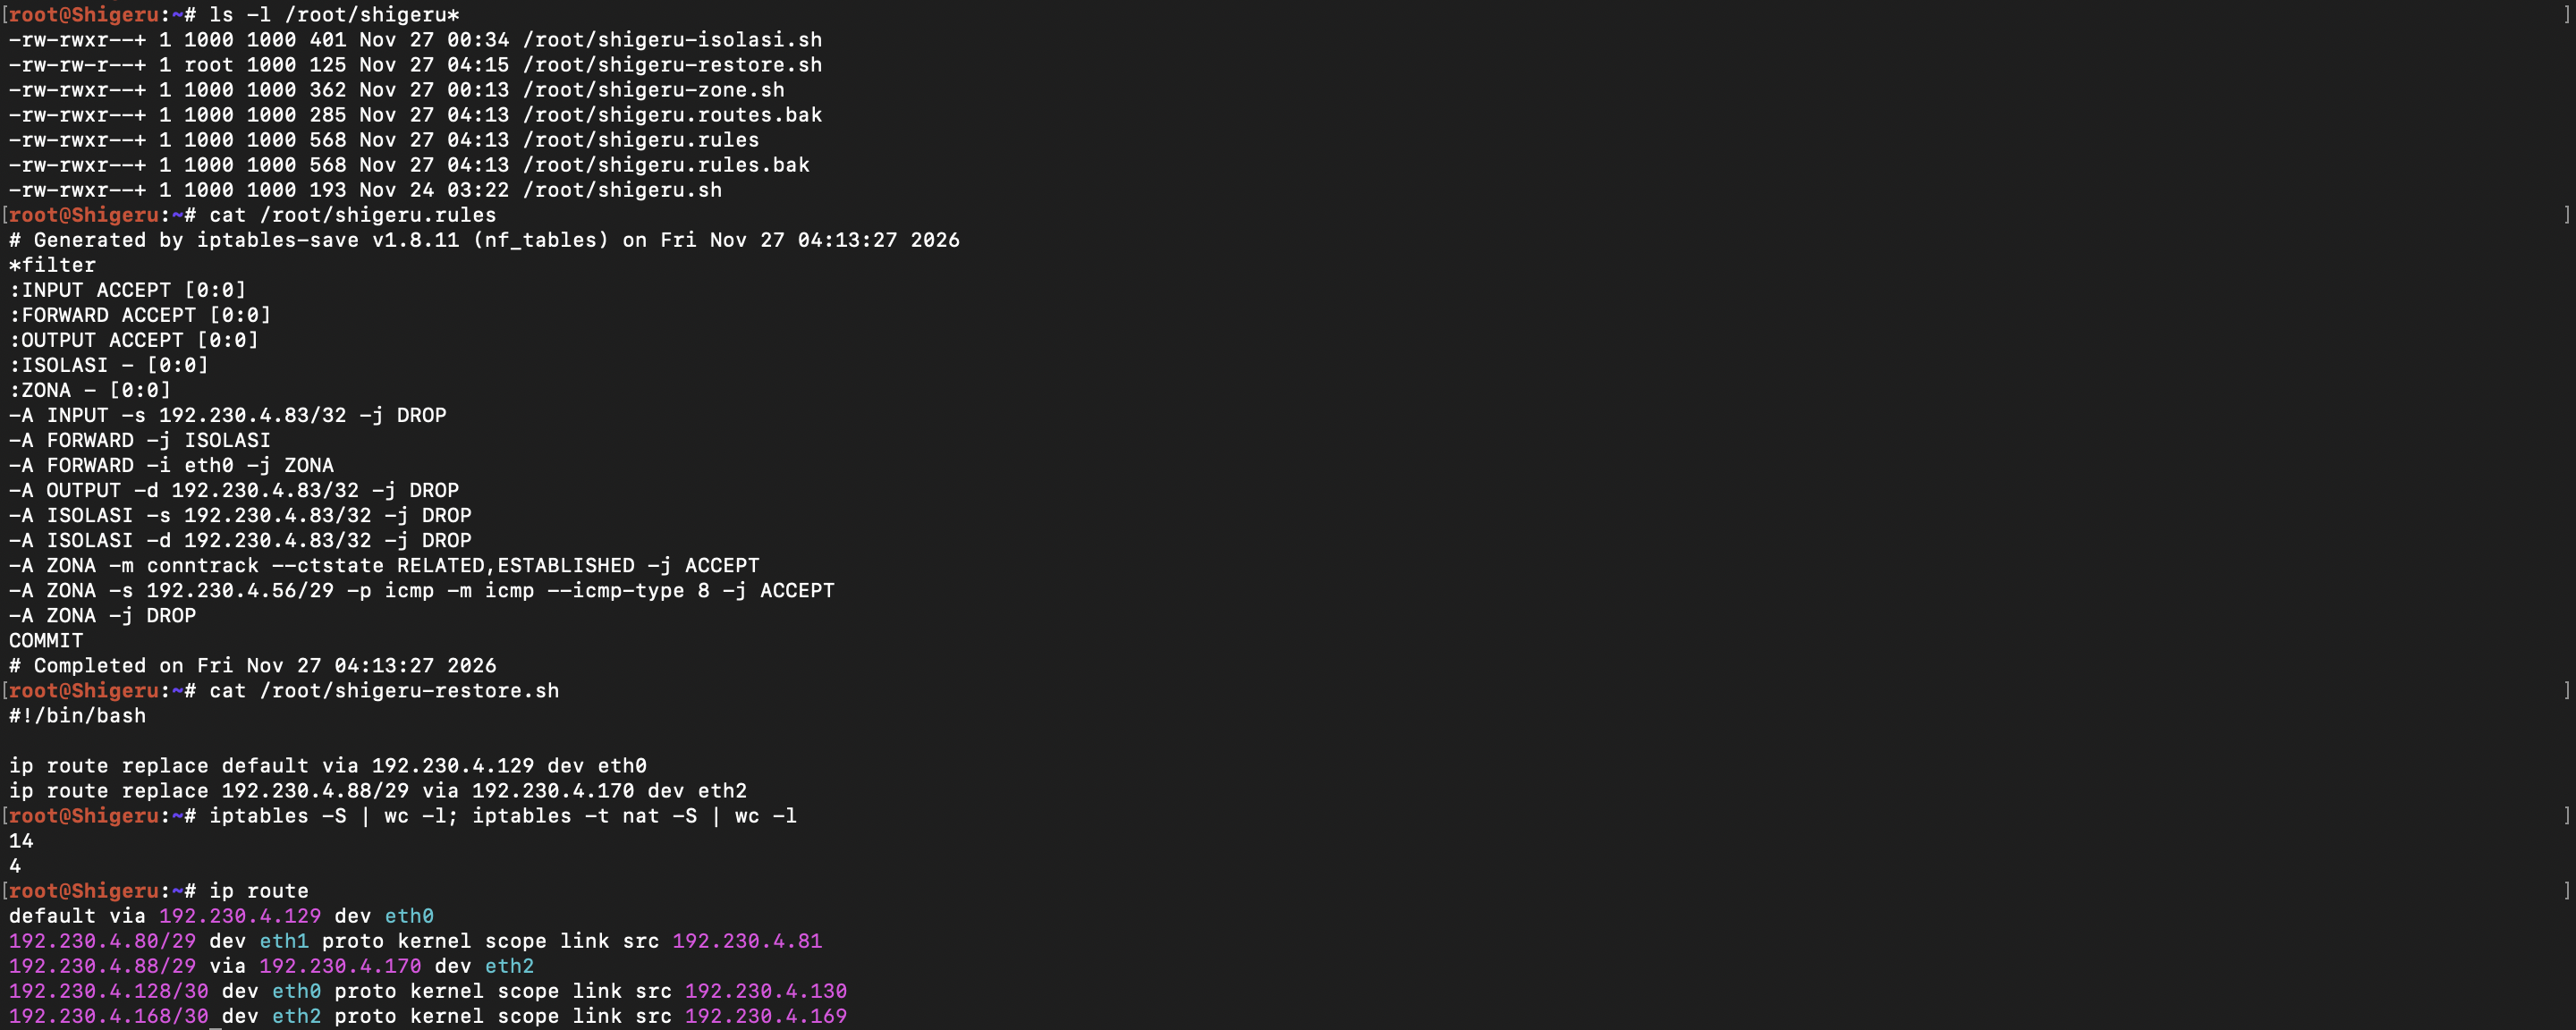 [root@Shigeru:~# ls -l /root/shigeru* ]
-rw-rwxr--+ 1 1000 1000 401 Nov 27 00:34 /root/shigeru-isolasi.sh
-rw-rw-r--+ 1 root 1000 125 Nov 27 04:15 /root/shigeru-restore.sh
-rw-rwxr--+ 1 1000 1000 362 Nov 27 00:13 /root/shigeru-zone.sh
-rw-rwxr--+ 1 1000 1000 285 Nov 27 04:13 /root/shigeru.routes.bak
-rw-rwxr--+ 1 1000 1000 568 Nov 27 04:13 /root/shigeru.rules
-rw-rwxr--+ 1 1000 1000 568 Nov 27 04:13 /root/shigeru.rules.bak
-rw-rwxr--+ 1 1000 1000 193 Nov 24 03:22 /root/shigeru.sh
[root@Shigeru:~# cat /root/shigeru.rules ]
# Generated by iptables-save v1.8.11 (nf_tables) on Fri Nov 27 04:13:27 2026
*filter
:INPUT ACCEPT [0:0]
:FORWARD ACCEPT [0:0]
:OUTPUT ACCEPT [0:0]
:ISOLASI - [0:0]
:ZONA - [0:0]
-A INPUT -s 192.230.4.83/32 -j DROP
-A FORWARD -j ISOLASI
-A FORWARD -i eth0 -j ZONA
-A OUTPUT -d 192.230.4.83/32 -j DROP
-A ISOLASI -s 192.230.4.83/32 -j DROP
-A ISOLASI -d 192.230.4.83/32 -j DROP
-A ZONA -m conntrack --ctstate RELATED,ESTABLISHED -j ACCEPT
-A ZONA -s 192.230.4.56/29 -p icmp -m icmp --icmp-type 8 -j ACCEPT
-A ZONA -j DROP
COMMIT
# Completed on Fri Nov 27 04:13:27 2026
[root@Shigeru:~# cat /root/shigeru-restore.sh ]
#!/bin/bash
ip route replace default via 192.230.4.129 dev eth0
ip route replace 192.230.4.88/29 via 192.230.4.170 dev eth2
[root@Shigeru:~# iptables -S | wc -l; iptables -t nat -S | wc -l ]
14
4
[root@Shigeru:~# ip route ]
default via 192.230.4.129 dev eth0
192.230.4.80/29 dev eth1 proto kernel scope link src 192.230.4.81
192.230.4.88/29 via 192.230.4.170 dev eth2
192.230.4.128/30 dev eth0 proto kernel scope link src 192.230.4.130
192.230.4.168/30 dev eth2 proto kernel scope link src 192.230.4.169